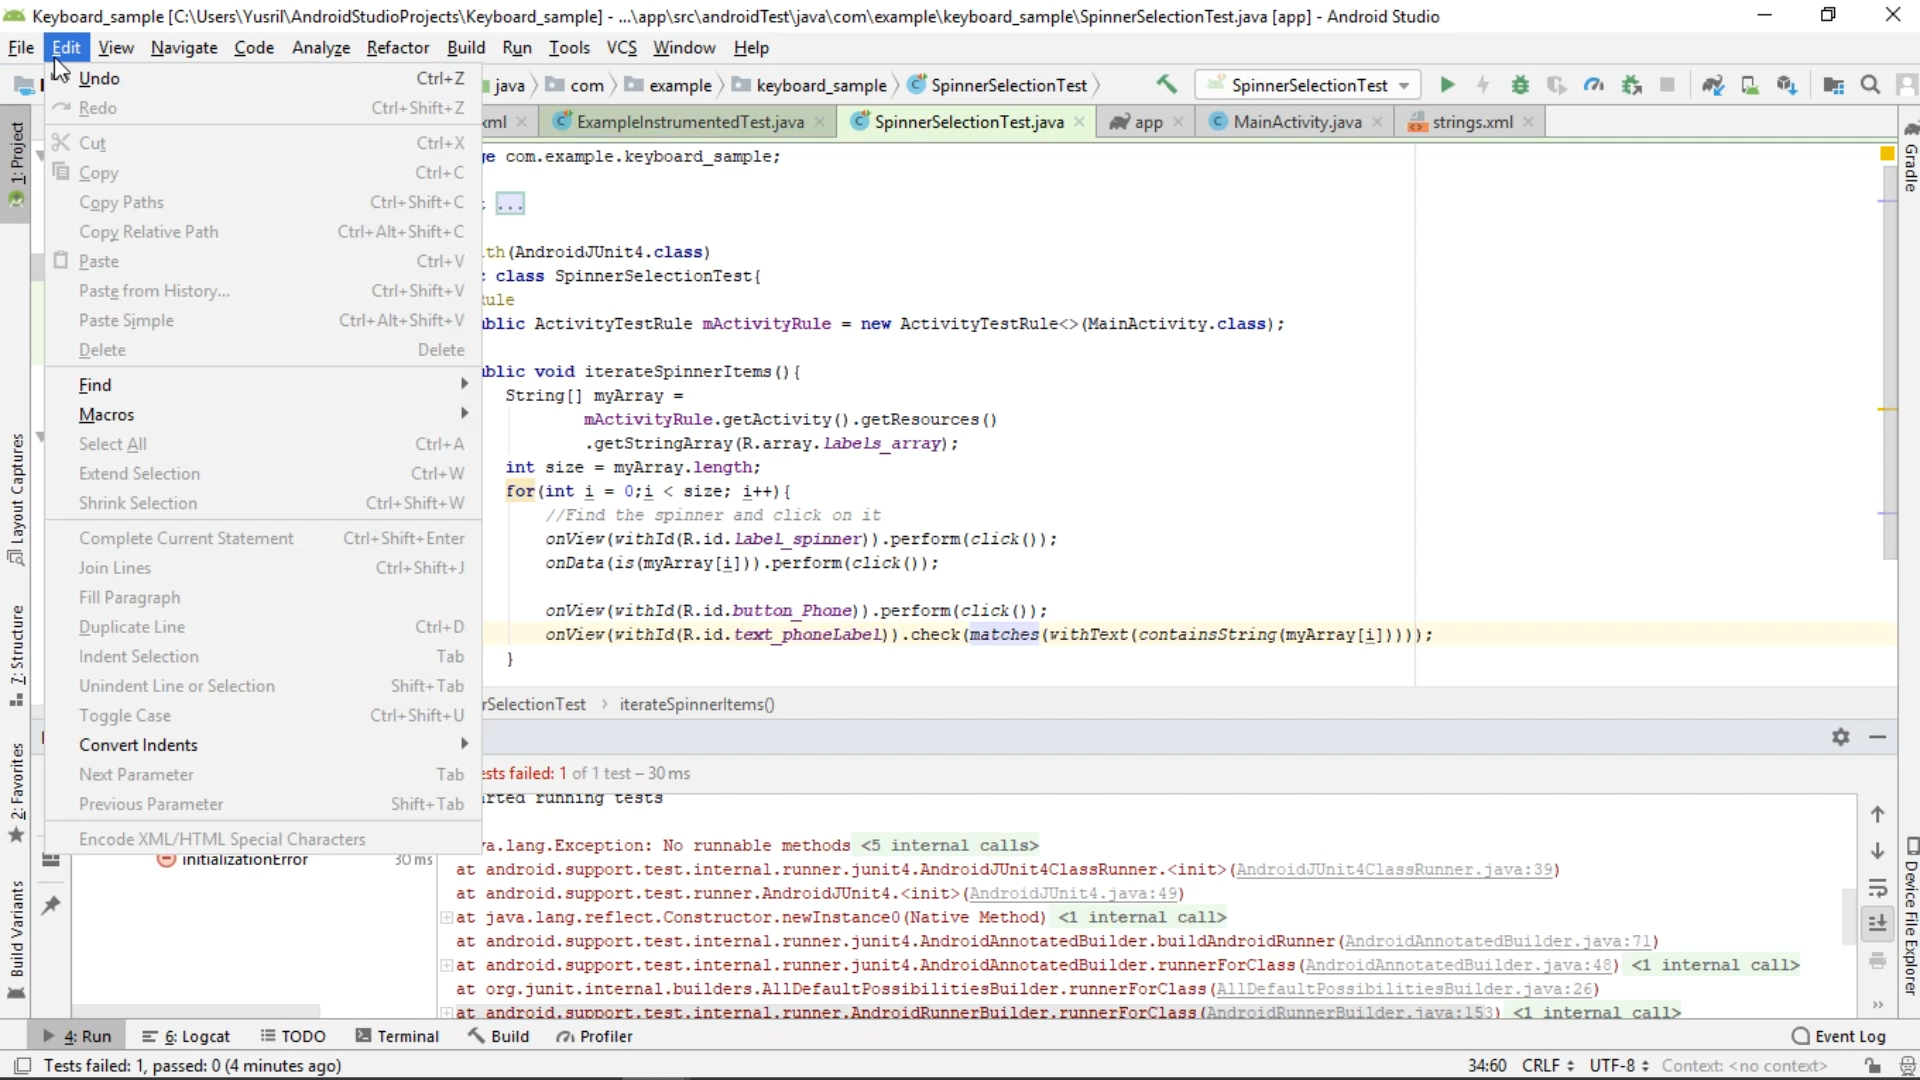 Keyboard_sample [C:\Users\Yusril\AndroidStudioProjects\Keyboard_sample] - ...\app\src\androidTest\java\com\example\keyboard_sample\SpinnerSelectionTest.java [app] - Android Studio
File Edit View Navigate Code Analyze Refactor Build Run Tools VCS Window Help
java com example keyboard_sample SpinnerSelectionTest SpinnerSelectionTest
ExampleInstrumentedTest.java SpinnerSelectionTest.java app MainActivity.java strings.xml
Undo Ctrl+Z
Redo Ctrl+Shift+Z
Cut Ctrl+X
Copy Ctrl+C
Copy Paths Ctrl+Shift+C
Copy Relative Path Ctrl+Alt+Shift+C
Paste Ctrl+V
Paste from History... Ctrl+Shift+V
Paste Simple Ctrl+Alt+Shift+V
Delete Delete
Find
Macros
Select All Ctrl+A
Extend Selection Ctrl+W
Shrink Selection Ctrl+Shift+W
Complete Current Statement Ctrl+Shift+Enter
Join Lines Ctrl+Shift+J
Fill Paragraph
Duplicate Line Ctrl+D
Indent Selection Tab
Unindent Line or Selection Shift+Tab
Toggle Case Ctrl+Shift+U
Convert Indents
Next Parameter Tab
Previous Parameter Shift+Tab
Encode XML/HTML Special Characters
1: Project
Layout Captures
7: Structure
2: Favorites
Build Variants
ge com.example.keyboard_sample;
...
th(AndroidJUnit4.class)
class SpinnerSelectionTest{
ule
blic ActivityTestRule mActivityRule = new ActivityTestRule<>(MainActivity.class);
blic void iterateSpinnerItems(){
String[] myArray =
mActivityRule.getActivity().getResources()
.getStringArray(R.array.labels_array);
int size = myArray.length;
for(int i = 0;i < size; i++){
//Find the spinner and click on it
onView(withId(R.id.label_spinner)).perform(click());
onData(is(myArray[i])).perform(click());
onView(withId(R.id.button_Phone)).perform(click());
onView(withId(R.id.text_phoneLabel)).check(matches(withText(containsString(myArray[i]))));
}
rSelectionTest › iterateSpinnerItems()
ests failed: 1 of 1 test – 30 ms
rted running tests
initializationError 30 ms
va.lang.Exception: No runnable methods <5 internal calls>
at android.support.test.internal.runner.junit4.AndroidJUnit4ClassRunner.<init>(AndroidJUnit4ClassRunner.java:39)
at android.support.test.runner.AndroidJUnit4.<init>(AndroidJUnit4.java:49)
at java.lang.reflect.Constructor.newInstance0(Native Method) <1 internal call>
at android.support.test.internal.runner.junit4.AndroidAnnotatedBuilder.buildAndroidRunner(AndroidAnnotatedBuilder.java:71)
at android.support.test.internal.runner.junit4.AndroidAnnotatedBuilder.runnerForClass(AndroidAnnotatedBuilder.java:48) <1 internal call>
at org.junit.internal.builders.AllDefaultPossibilitiesBuilder.runnerForClass(AllDefaultPossibilitiesBuilder.java:26)
at android.support.test.internal.runner.AndroidRunnerBuilder.runnerForClass(AndroidRunnerBuilder.java:153) <1 internal call>
Gradle
Device File Explorer
4: Run 6: Logcat TODO Terminal Build Profiler Event Log
Tests failed: 1, passed: 0 (4 minutes ago) 34:60 CRLF UTF-8 Context: <no context>